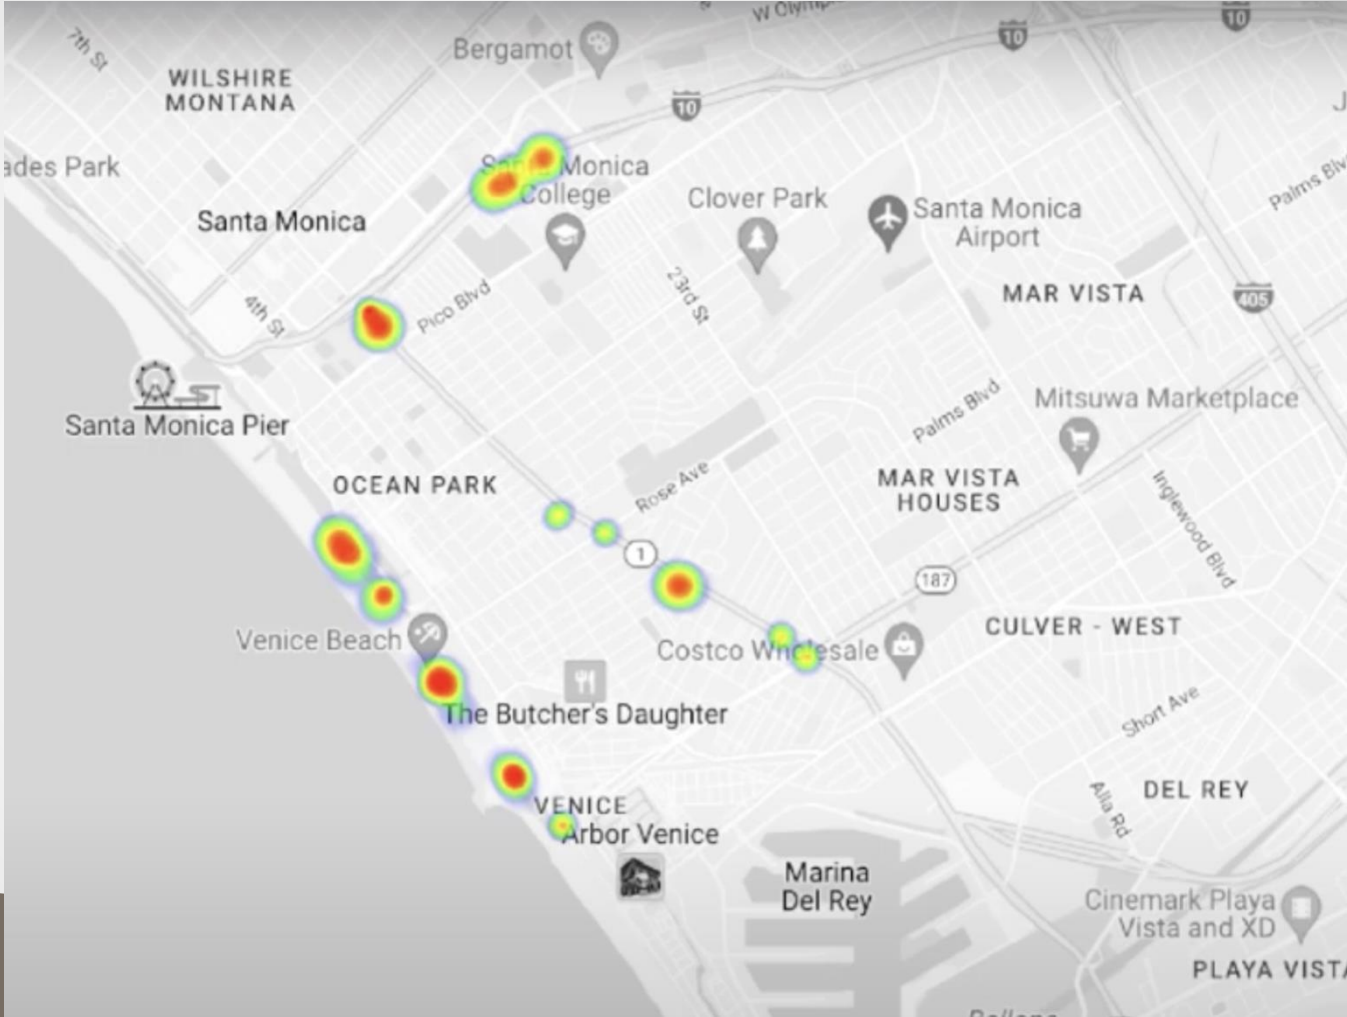 7th St
W Olymp
10
10
Bergamot
WILSHIRE
MONTANA
10
ades Park
Santa Monica
College
Palms Blv
Clover Park
Santa Monica
Airport
Santa Monica
23rd St
MAR VISTA
405
4th St
Pico Blvd
Santa Monica Pier
Palms Blvd
Mitsuwa Marketplace
OCEAN PARK
Rose Ave
MAR VISTA
HOUSES
Inglewood Blvd
1
187
Venice Beach
Costco Wholesale
CULVER - WEST
The Butcher's Daughter
Short Ave
VENICE
Arbor Venice
Alla Rd
DEL REY
Marina
Del Rey
Cinemark Playa
Vista and XD
PLAYA VISTA